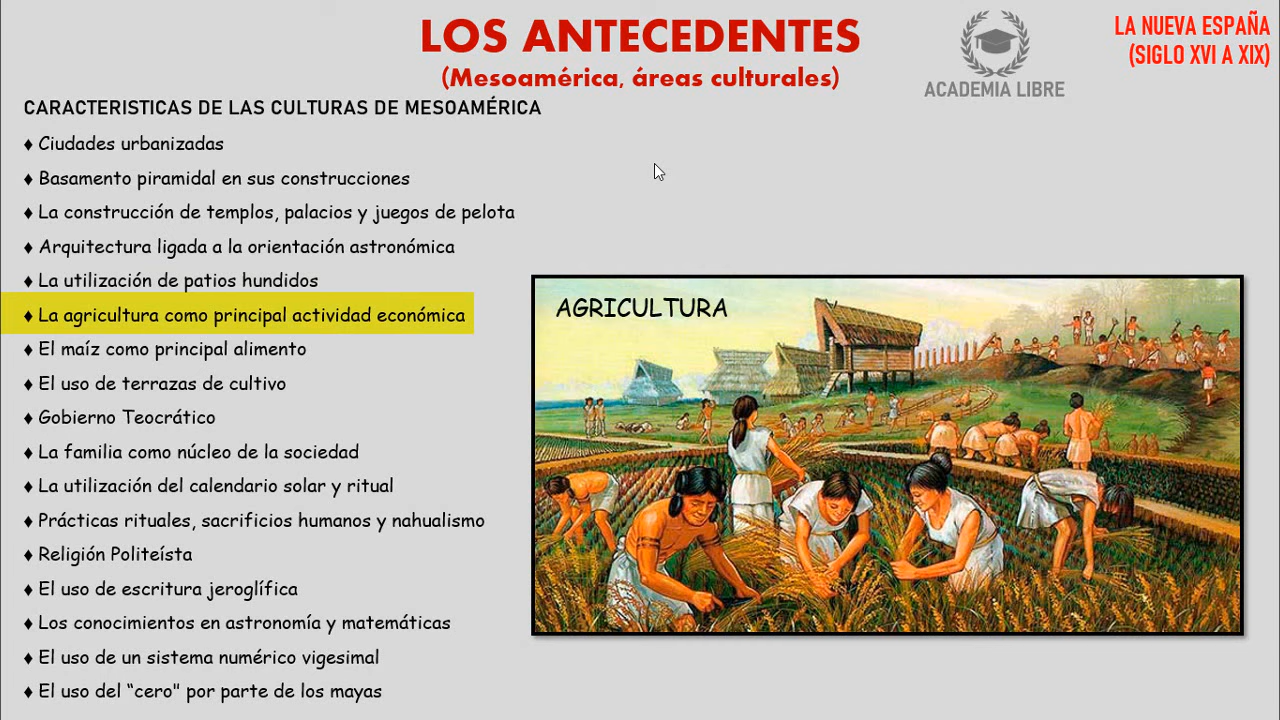 LOS ANTECEDENTES
(Mesoamérica, áreas culturales)
ACADEMIA LIBRE
LA NUEVA ESPAÑA
(SIGLO XVI A XIX)
CARACTERISTICAS DE LAS CULTURAS DE MESOAMÉRICA
♦ Ciudades urbanizadas
♦ Basamento piramidal en sus construcciones
♦ La construcción de templos, palacios y juegos de pelota
♦ Arquitectura ligada a la orientación astronómica
♦ La utilización de patios hundidos
♦ La agricultura como principal actividad económica
♦ El maíz como principal alimento
♦ El uso de terrazas de cultivo
♦ Gobierno Teocrático
♦ La familia como núcleo de la sociedad
♦ La utilización del calendario solar y ritual
♦ Prácticas rituales, sacrificios humanos y nahualismo
♦ Religión Politeísta
♦ El uso de escritura jeroglífica
♦ Los conocimientos en astronomía y matemáticas
♦ El uso de un sistema numérico vigesimal
♦ El uso del “cero" por parte de los mayas
AGRICULTURA